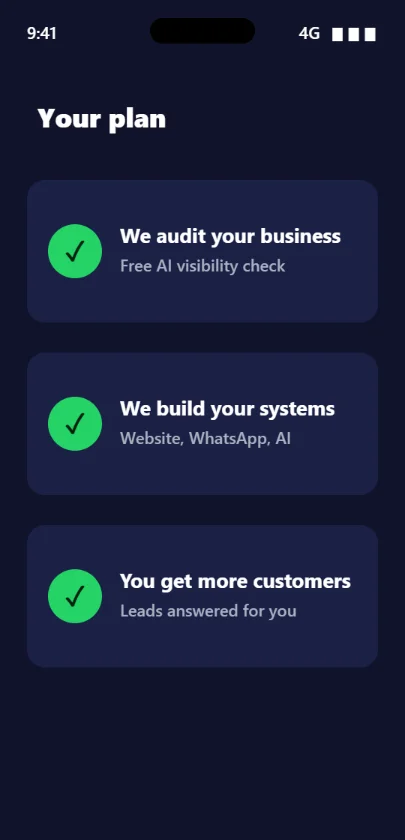 9:41 4G
Your plan
We audit your business
Free AI visibility check
We build your systems
Website, WhatsApp, AI
You get more customers
Leads answered for you